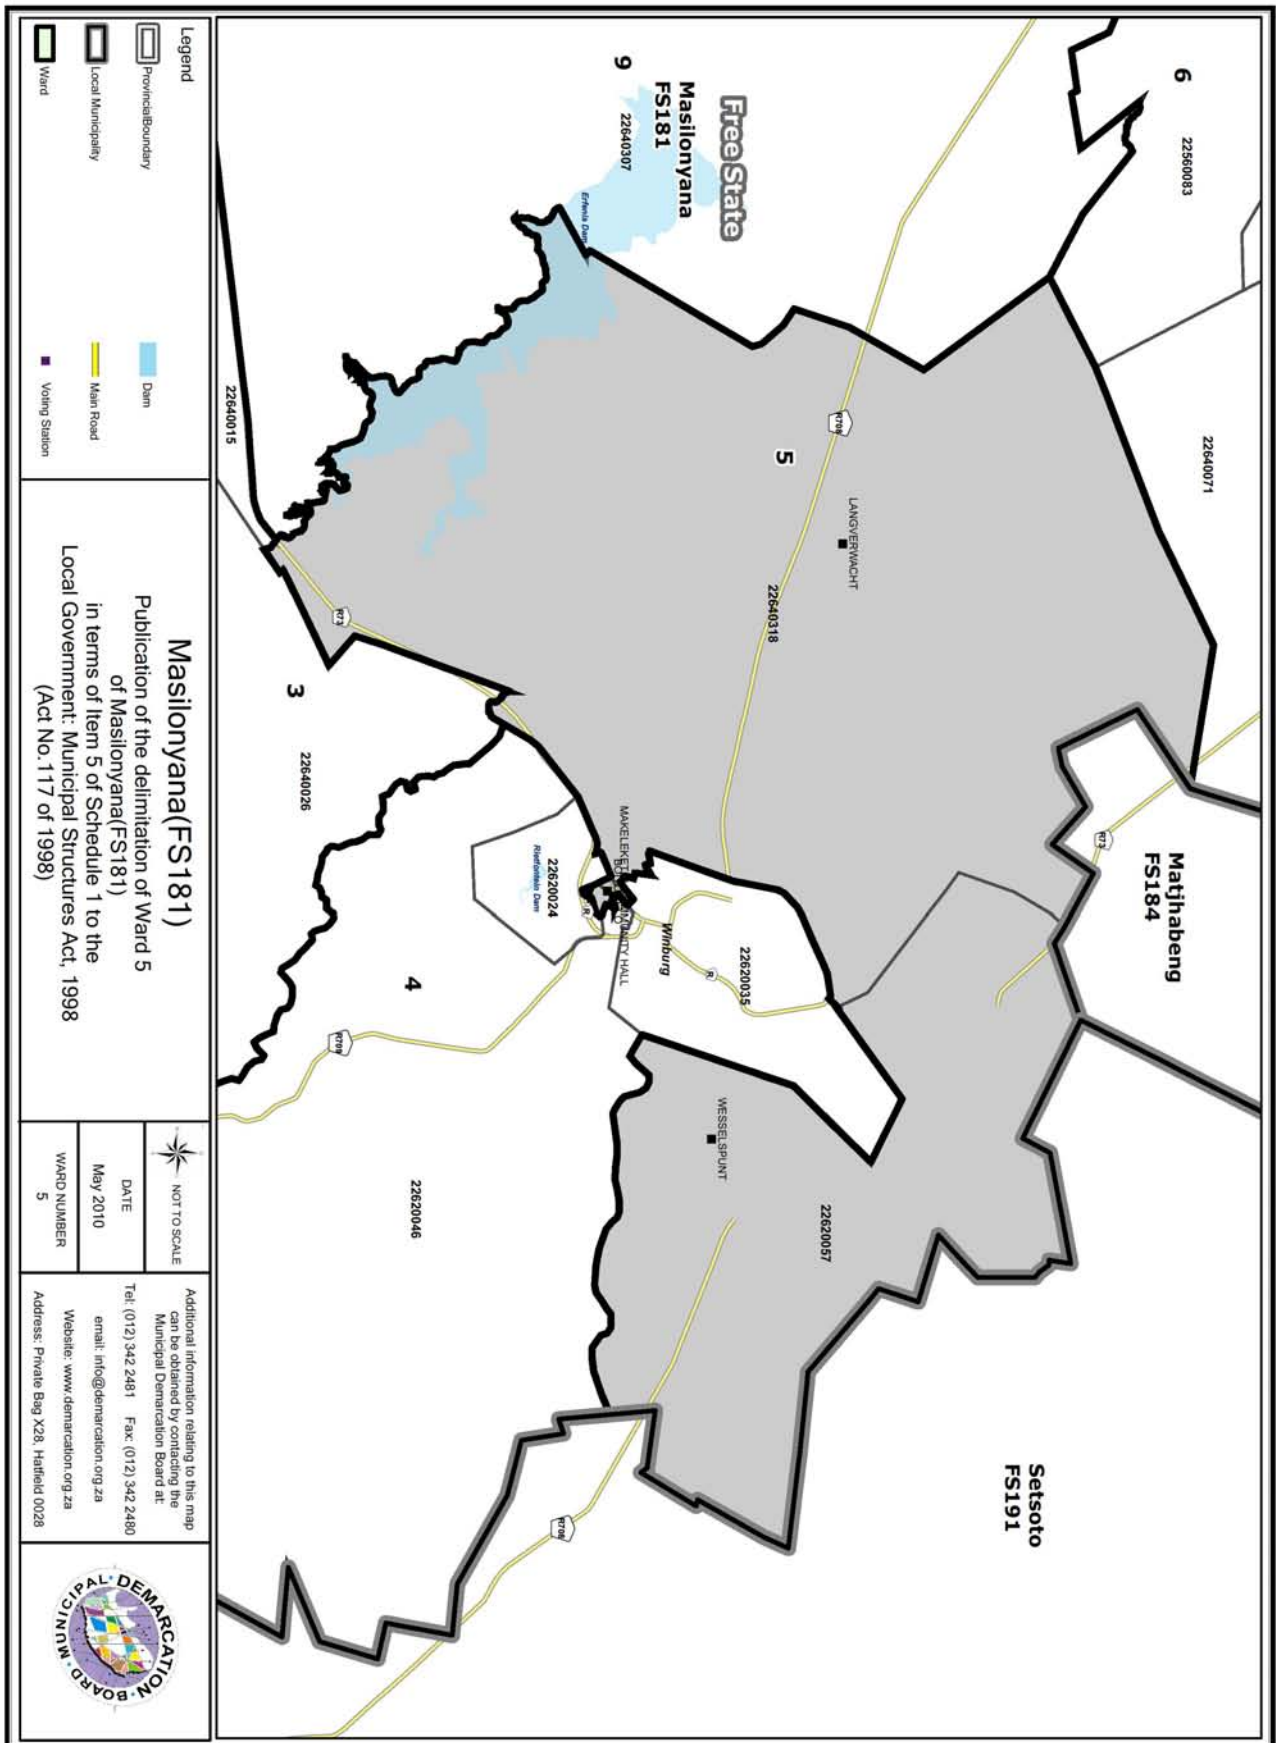 6
22560083
22640071
Free State
Masilonyana
FS181
9
22640307
Erfenis Dam
R708
5
LANGVERWACHT
22640318
Matjhabeng
FS184
R73
22640015
R73
3
22640026
22620024
Rietfontein Dam
R
COMMUNITY HALL
Winburg
R
22620035
4
R709
WESSELSPUNT
22620057
22620046
Setsoto
FS191
R708
Legend
ProvincialBoundary
Local Municipality
Ward
Dam
Main Road
Voting Station
Masilonyana(FS181)
Publication of the delimitation of Ward 5
of Masilonyana(FS181)
in terms of Item 5 of Schedule 1 to the
Local Government: Municipal Structures Act, 1998
(Act No.117 of 1998)
NOT TO SCALE
DATE
May 2010
WARD NUMBER
5
Additional information relating to this map
can be obtained by contacting the
Municipal Demarcation Board at:
Tel: (012) 342 2481 Fax: (012) 342 2480
email: info@demarcation.org.za
Website: www.demarcation.org.za
Address: Private Bag X28, Hatfield 0028
MUNICIPAL DEMARCATION BOARD